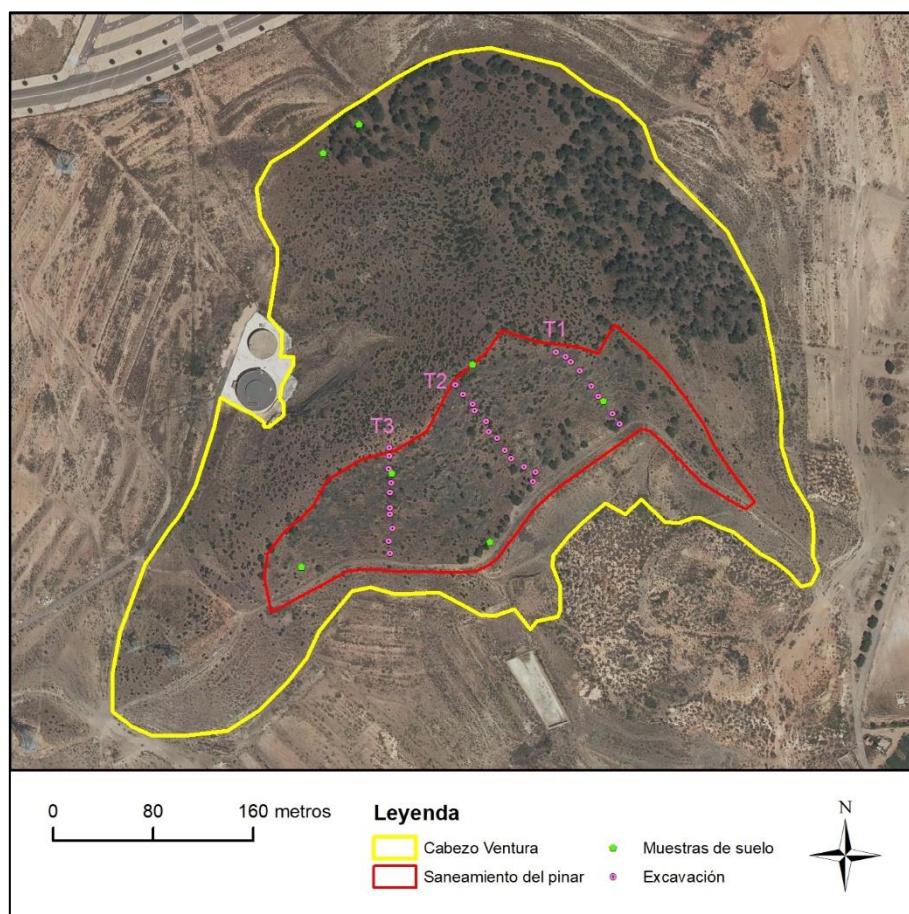 T1
T2
T3
0 80 160 metros
Leyenda
Cabezo Ventura
Saneamiento del pinar
Muestras de suelo
Excavación
N